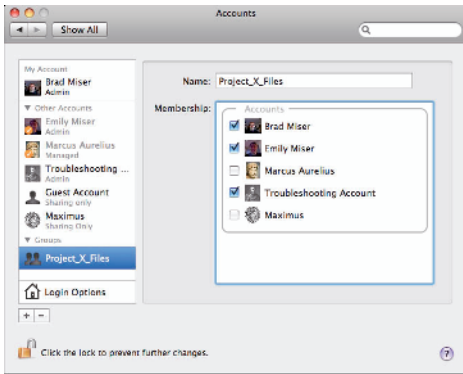 Accounts
Show All
My Account
Brad Miser
Admin
Other Accounts
Emily Miser
Admin
Marcus Aurelius
Managed
Troubleshooting ...
Admin
Guest Account
Sharing only
Maximus
Sharing Only
Groups
Project_X_Files
Login Options
+ −
Name: Project_X_Files
Membership:
Accounts
Brad Miser
Emily Miser
Marcus Aurelius
Troubleshooting Account
Maximus
Click the lock to prevent further changes.
?